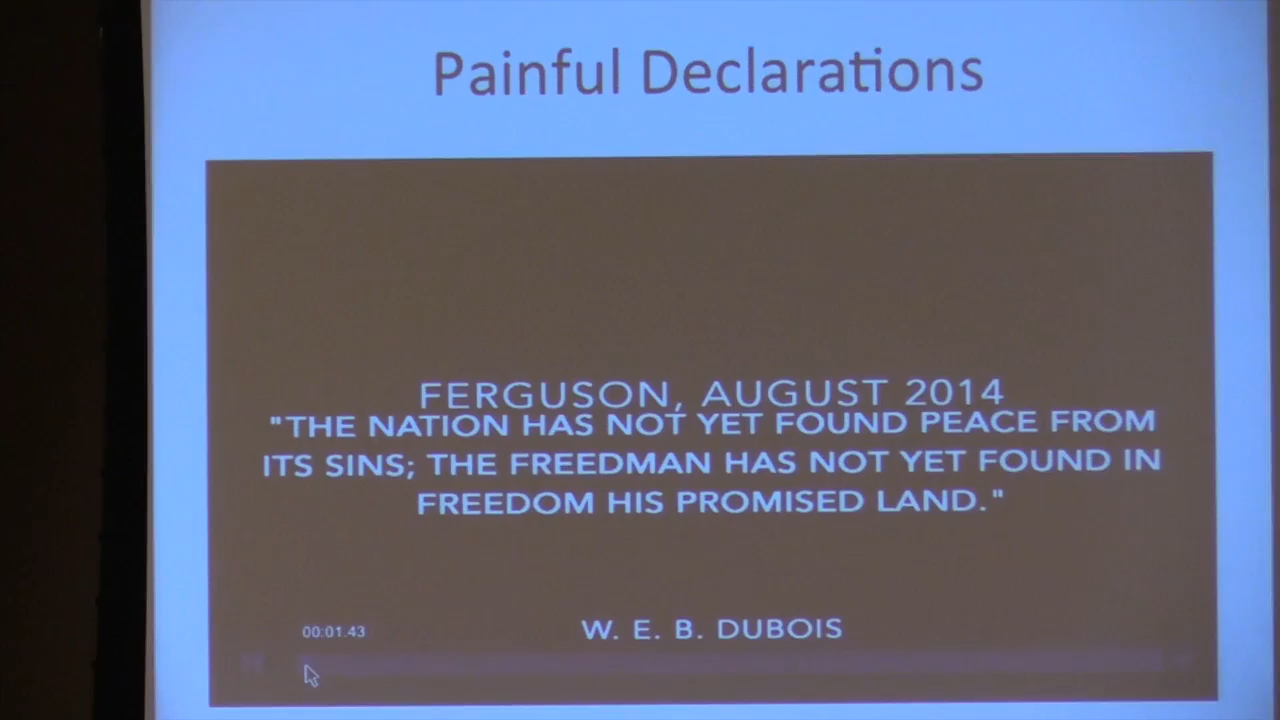 Painful Declarations
FERGUSON, AUGUST 2014
"THE NATION HAS NOT YET FOUND PEACE FROM
ITS SINS; THE FREEDMAN HAS NOT YET FOUND IN
FREEDOM HIS PROMISED LAND."
00:01.43
W. E. B. DUBOIS